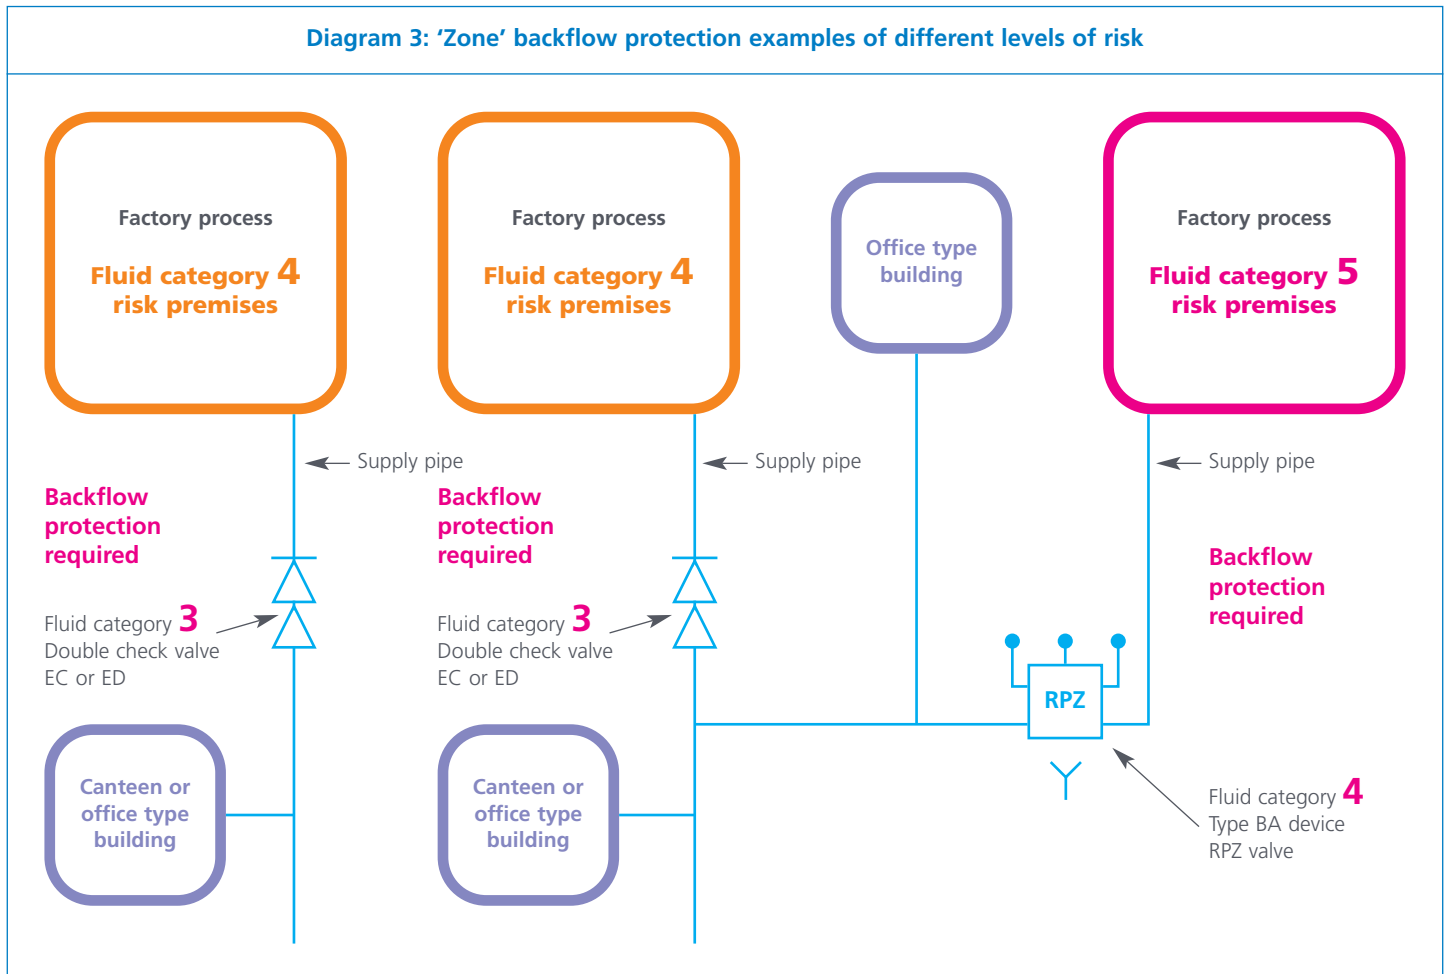 Diagram 3: ‘Zone’ backflow protection examples of different levels of risk
Factory process
Fluid category 4
risk premises
Factory process
Fluid category 4
risk premises
Office type
building
Factory process
Fluid category 5
risk premises
Supply pipe
Supply pipe
Supply pipe
Backflow
protection
required
Backflow
protection
required
Backflow
protection
required
Fluid category 3
Double check valve
EC or ED
Fluid category 3
Double check valve
EC or ED
RPZ
Canteen or
office type
building
Canteen or
office type
building
Fluid category 4
Type BA device
RPZ valve